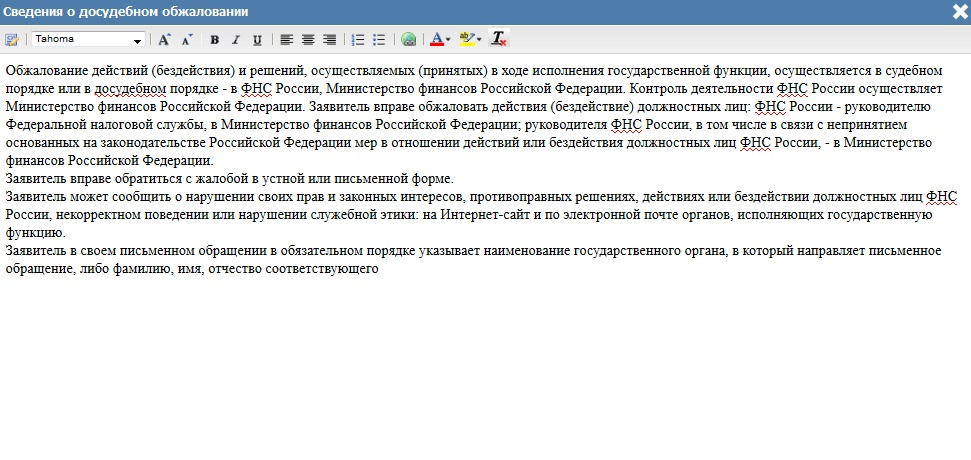 Сведения о досудебном обжаловании
Tahoma
Обжалование действий (бездействия) и решений, осуществляемых (принятых) в ходе исполнения государственной функции, осуществляется в судебном
порядке или в досудебном порядке - в ФНС России, Министерство финансов Российской Федерации. Контроль деятельности ФНС России осуществляет
Министерство финансов Российской Федерации. Заявитель вправе обжаловать действия (бездействие) должностных лиц: ФНС России - руководителю
Федеральной налоговой службы, в Министерство финансов Российской Федерации; руководителя ФНС России, в том числе в связи с непринятием
основанных на законодательстве Российской Федерации мер в отношении действий или бездействия должностных лиц ФНС России, - в Министерство
финансов Российской Федерации.
Заявитель вправе обратиться с жалобой в устной или письменной форме.
Заявитель может сообщить о нарушении своих прав и законных интересов, противоправных решениях, действиях или бездействии должностных лиц ФНС
России, некорректном поведении или нарушении служебной этики: на Интернет-сайт и по электронной почте органов, исполняющих государственную
функцию.
Заявитель в своем письменном обращении в обязательном порядке указывает наименование государственного органа, в который направляет письменное
обращение, либо фамилию, имя, отчество соответствующего